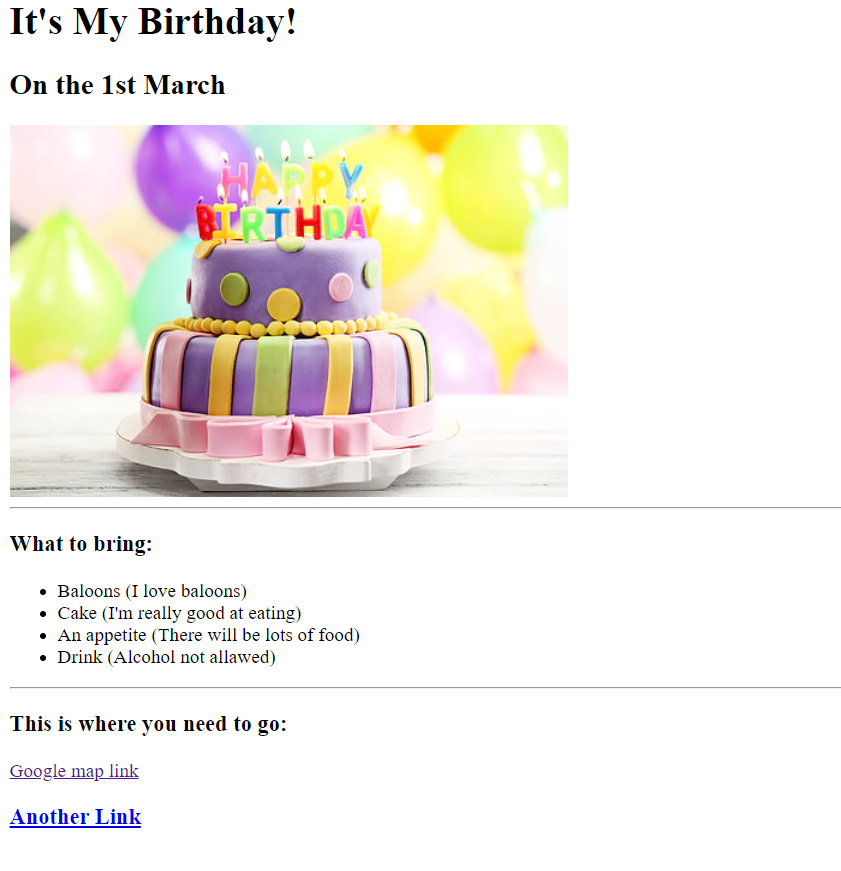 It's My Birthday!
On the 1st March
HAPPY
BIRTHDAY
What to bring:
Baloons (I love baloons)
Cake (I'm really good at eating)
An appetite (There will be lots of food)
Drink (Alcohol not allawed)
This is where you need to go:
Google map link
Another Link